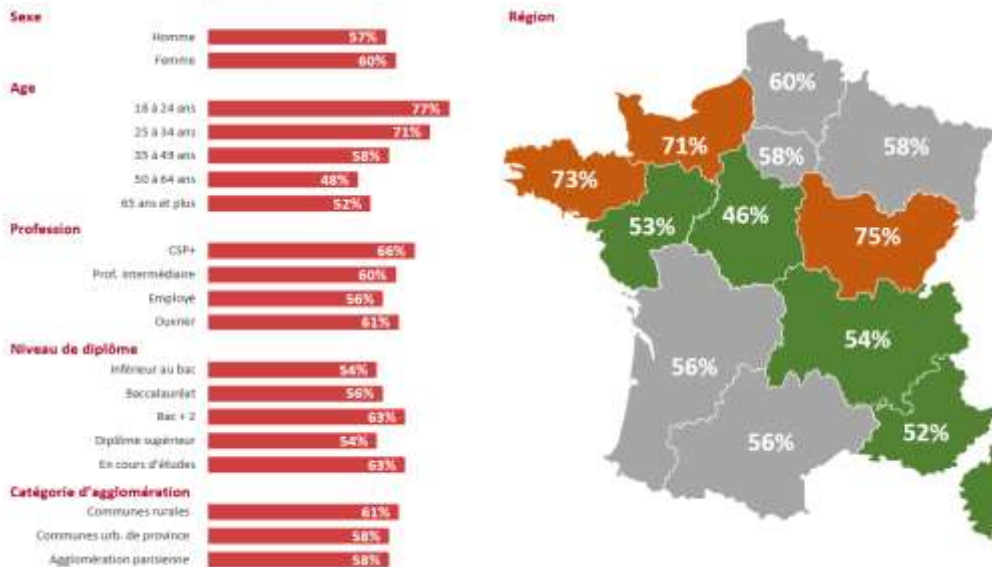 Sexe
Homme 57%
Femme 60%
Age
18 à 24 ans 77%
25 à 34 ans 71%
35 à 49 ans 58%
50 à 64 ans 48%
65 ans et plus 52%
Profession
CSP+ 66%
Prof. intermédiaire 60%
Employé 56%
Ouvrier 61%
Niveau de diplôme
Inférieur au bac 54%
Baccalauréat 56%
Bac + 2 63%
Diplôme supérieur 54%
En cours d'études 63%
Catégorie d'agglomération
Communes rurales 61%
Communes urb. de province 58%
Agglomération parisienne 58%
Région
60%
71%
58%
58%
73%
53%
46%
75%
54%
56%
52%
56%